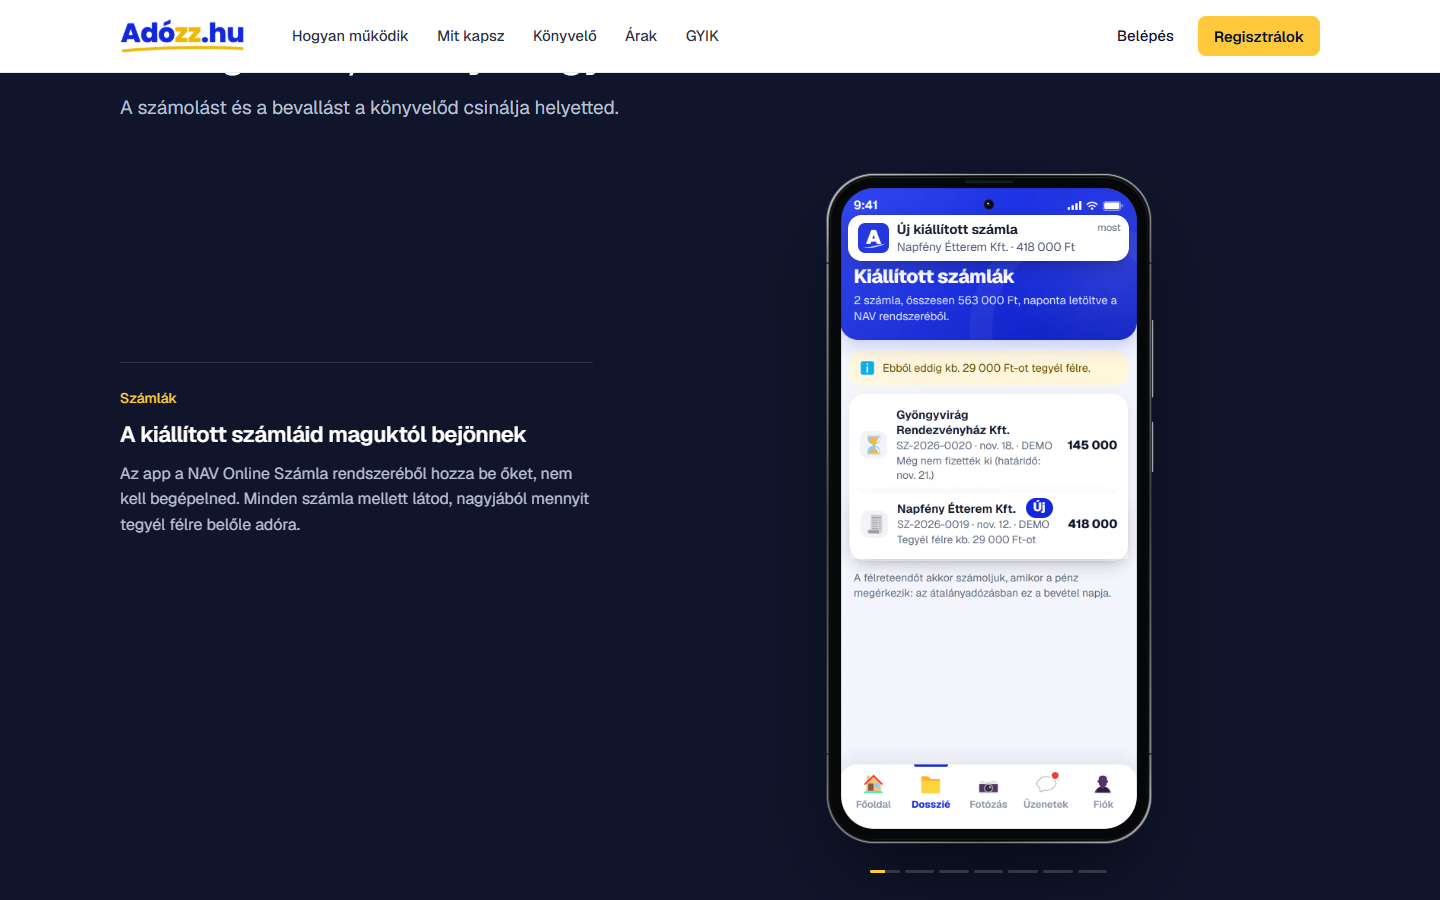 Adózz.hu
Hogyan működik
Mit kapsz
Könyvelő
Árak
GYIK
Belépés
Regisztrálok
A számolást és a bevallást a könyvelőd csinálja helyetted.
Számlák
A kiállított számláid maguktól bejönnek
Az app a NAV Online Számla rendszeréből hozza be őket, nem
kell begépelned. Minden számla mellett látod, nagyjából mennyit
tegyél félre belőle adóra.
9:41
A
Új kiállított számla
most
Napfény Étterem Kft. · 418 000 Ft
Kiállított számlák
2 számla, összesen 563 000 Ft, naponta letöltve a
NAV rendszeréből.
Ebből eddig kb. 29 000 Ft-ot tegyél félre.
Gyöngyvirág
Rendezvényház Kft.
SZ-2026-0020 · nov. 18. · DEMO
145 000
Még nem fizették ki (határidő:
nov. 21.)
Napfény Étterem Kft.
Új
SZ-2026-0019 · nov. 12. · DEMO
418 000
Tegyél félre kb. 29 000 Ft-ot
A félreteendőt akkor számoljuk, amikor a pénz
megérkezik: az átalányadózásban ez a bevétel napja.
Főoldal
Dosszié
Fotózás
Üzenetek
Fiók